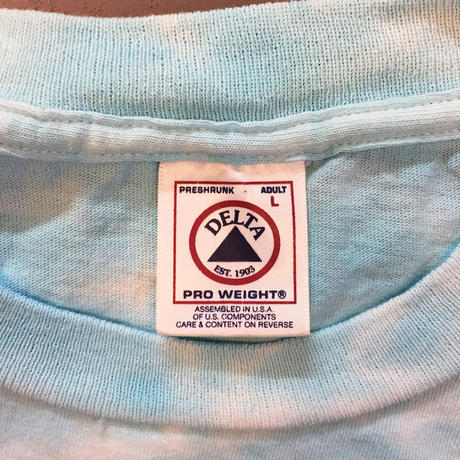 PRESHRUNK · ADULT
L
DELTA
EST. 1903
PRO WEIGHT®
ASSEMBLED IN U.S.A.
OF U.S. COMPONENTS
CARE & CONTENT ON REVERSE